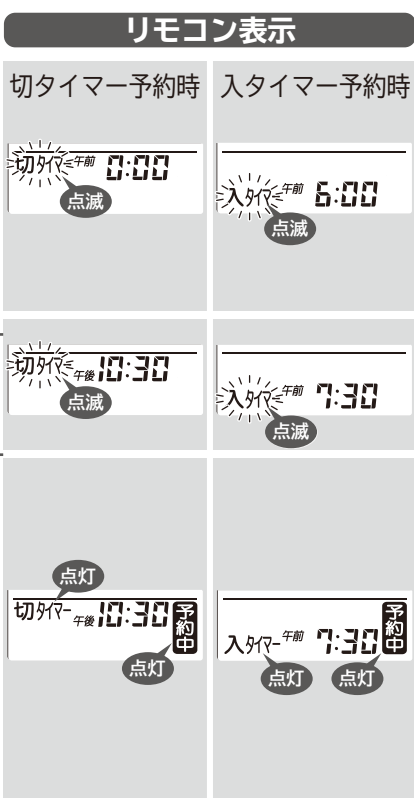 リモコン表示
切タイマー予約時
入タイマー予約時
切タイマー 午前 0:00
点滅
入タイマー 午前 6:00
点滅
切タイマー 午後 10:30
点滅
入タイマー 午前 7:30
点滅
点灯
切タイマー 午後 10:30 予約中
点灯
入タイマー 午前 7:30 予約中
点灯 点灯